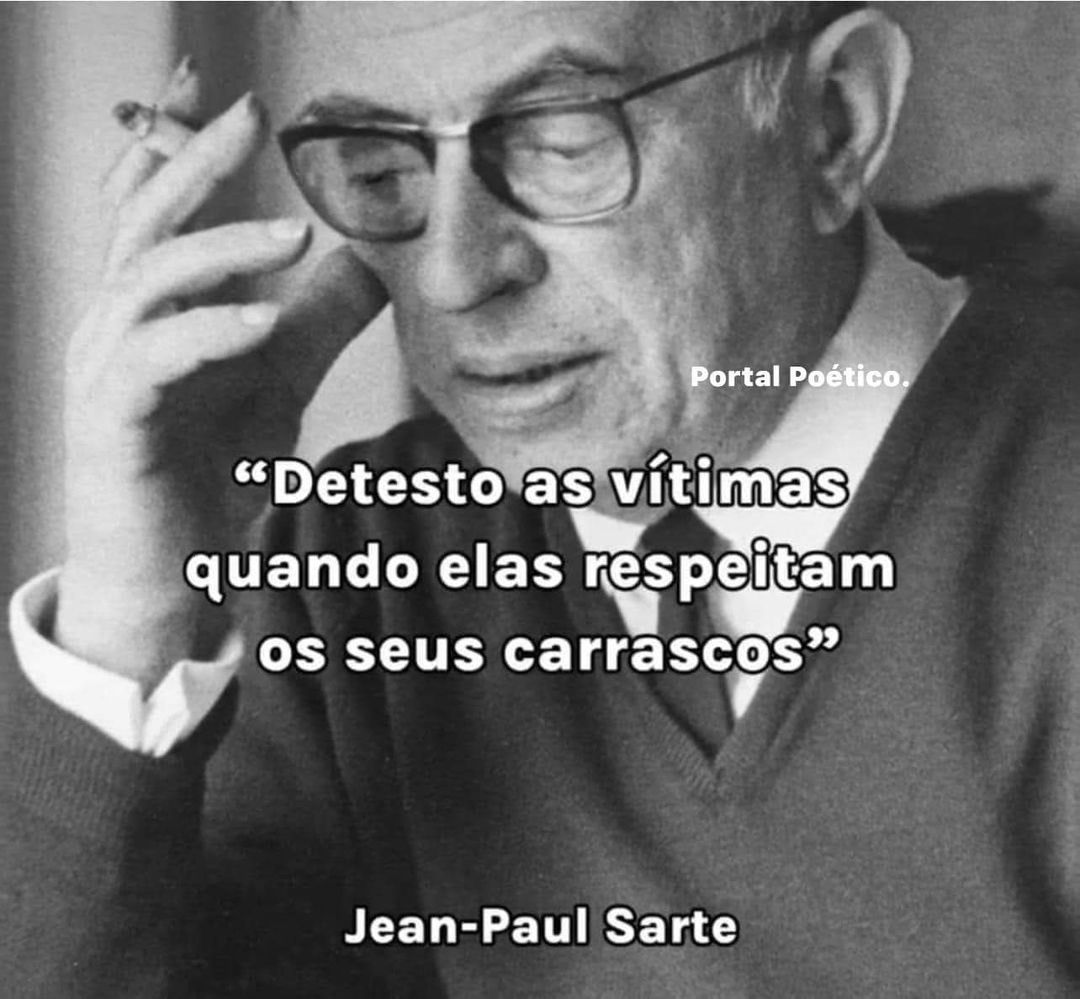 Portal Poético.
“Detesto as vítimas
quando elas respeitam
os seus carrascos”
Jean-Paul Sarte